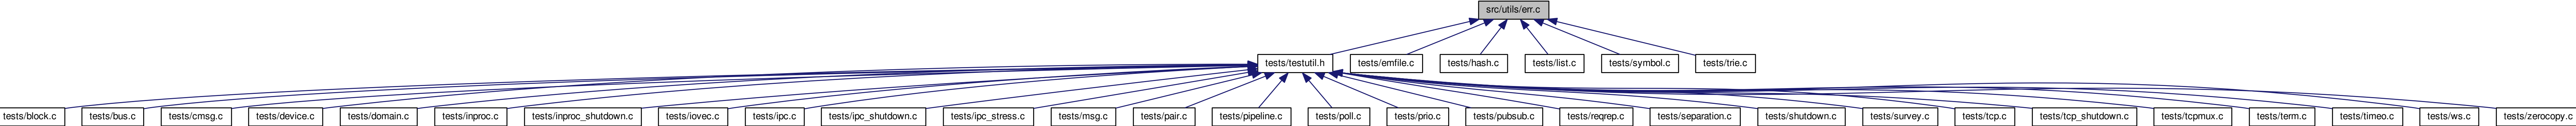 src/utils/err.c
tests/testutil.h
tests/emfile.c
tests/hash.c
tests/list.c
tests/symbol.c
tests/trie.c
tests/block.c
tests/bus.c
tests/cmsg.c
tests/device.c
tests/domain.c
tests/inproc.c
tests/inproc_shutdown.c
tests/iovec.c
tests/ipc.c
tests/ipc_shutdown.c
tests/ipc_stress.c
tests/msg.c
tests/pair.c
tests/pipeline.c
tests/poll.c
tests/prio.c
tests/pubsub.c
tests/reqrep.c
tests/separation.c
tests/shutdown.c
tests/survey.c
tests/tcp.c
tests/tcp_shutdown.c
tests/tcpmux.c
tests/term.c
tests/timeo.c
tests/ws.c
tests/zerocopy.c